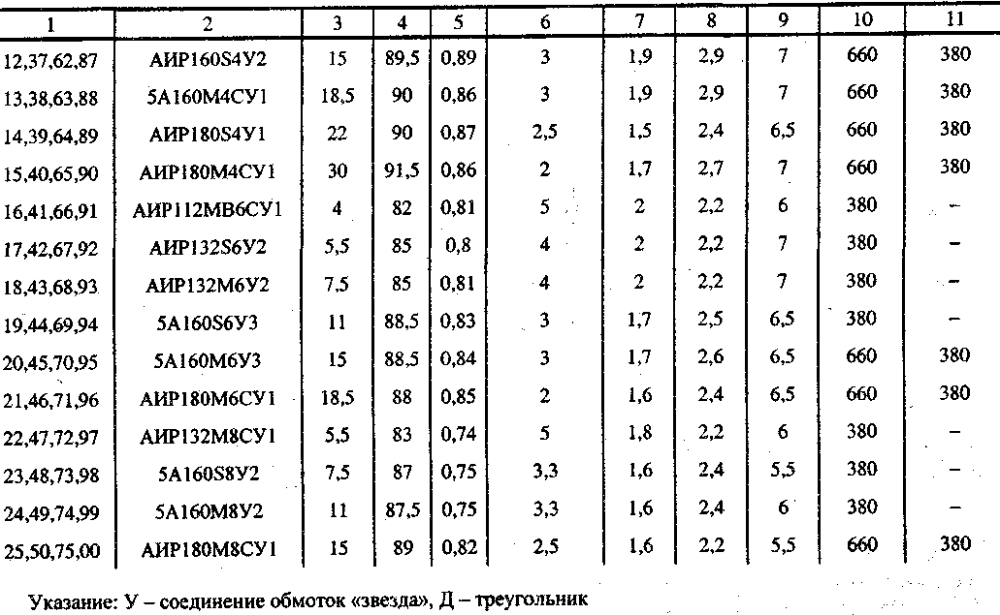 1 2 3 4 5 6 7 8 9 10 11
12,37,62,87 АИР160S4У2 15 89,5 0,89 3 1,9 2,9 7 660 380
13,38,63,88 5А160М4СУ1 18,5 90 0,86 3 1,9 2,9 7 660 380
14,39,64,89 АИР180S4У1 22 90 0,87 2,5 1,5 2,4 6,5 660 380
15,40,65,90 АИР180М4СУ1 30 91,5 0,86 2 1,7 2,7 7 660 380
16,41,66,91 АИР112МВ6СУ1 4 82 0,81 5 2 2,2 6 380 –
17,42,67,92 АИР132S6У2 5,5 85 0,8 4 2 2,2 7 380 –
18,43,68,93 АИР132М6У2 7,5 85 0,81 4 2 2,2 7 380 –
19,44,69,94 5А160S6У3 11 88,5 0,83 3 1,7 2,5 6,5 380 –
20,45,70,95 5А160М6У3 15 88,5 0,84 3 1,7 2,6 6,5 660 380
21,46,71,96 АИР180М6СУ1 18,5 88 0,85 2 1,6 2,4 6,5 660 380
22,47,72,97 АИР132М8СУ1 5,5 83 0,74 5 1,8 2,2 6 380 –
23,48,73,98 5А160S8У2 7,5 87 0,75 3,3 1,6 2,4 5,5 380 –
24,49,74,99 5А160М8У2 11 87,5 0,75 3,3 1,6 2,4 6 380 –
25,50,75,00 АИР180М8СУ1 15 89 0,82 2,5 1,6 2,2 5,5 660 380
Указание: У – соединение обмоток «звезда», Д – треугольник